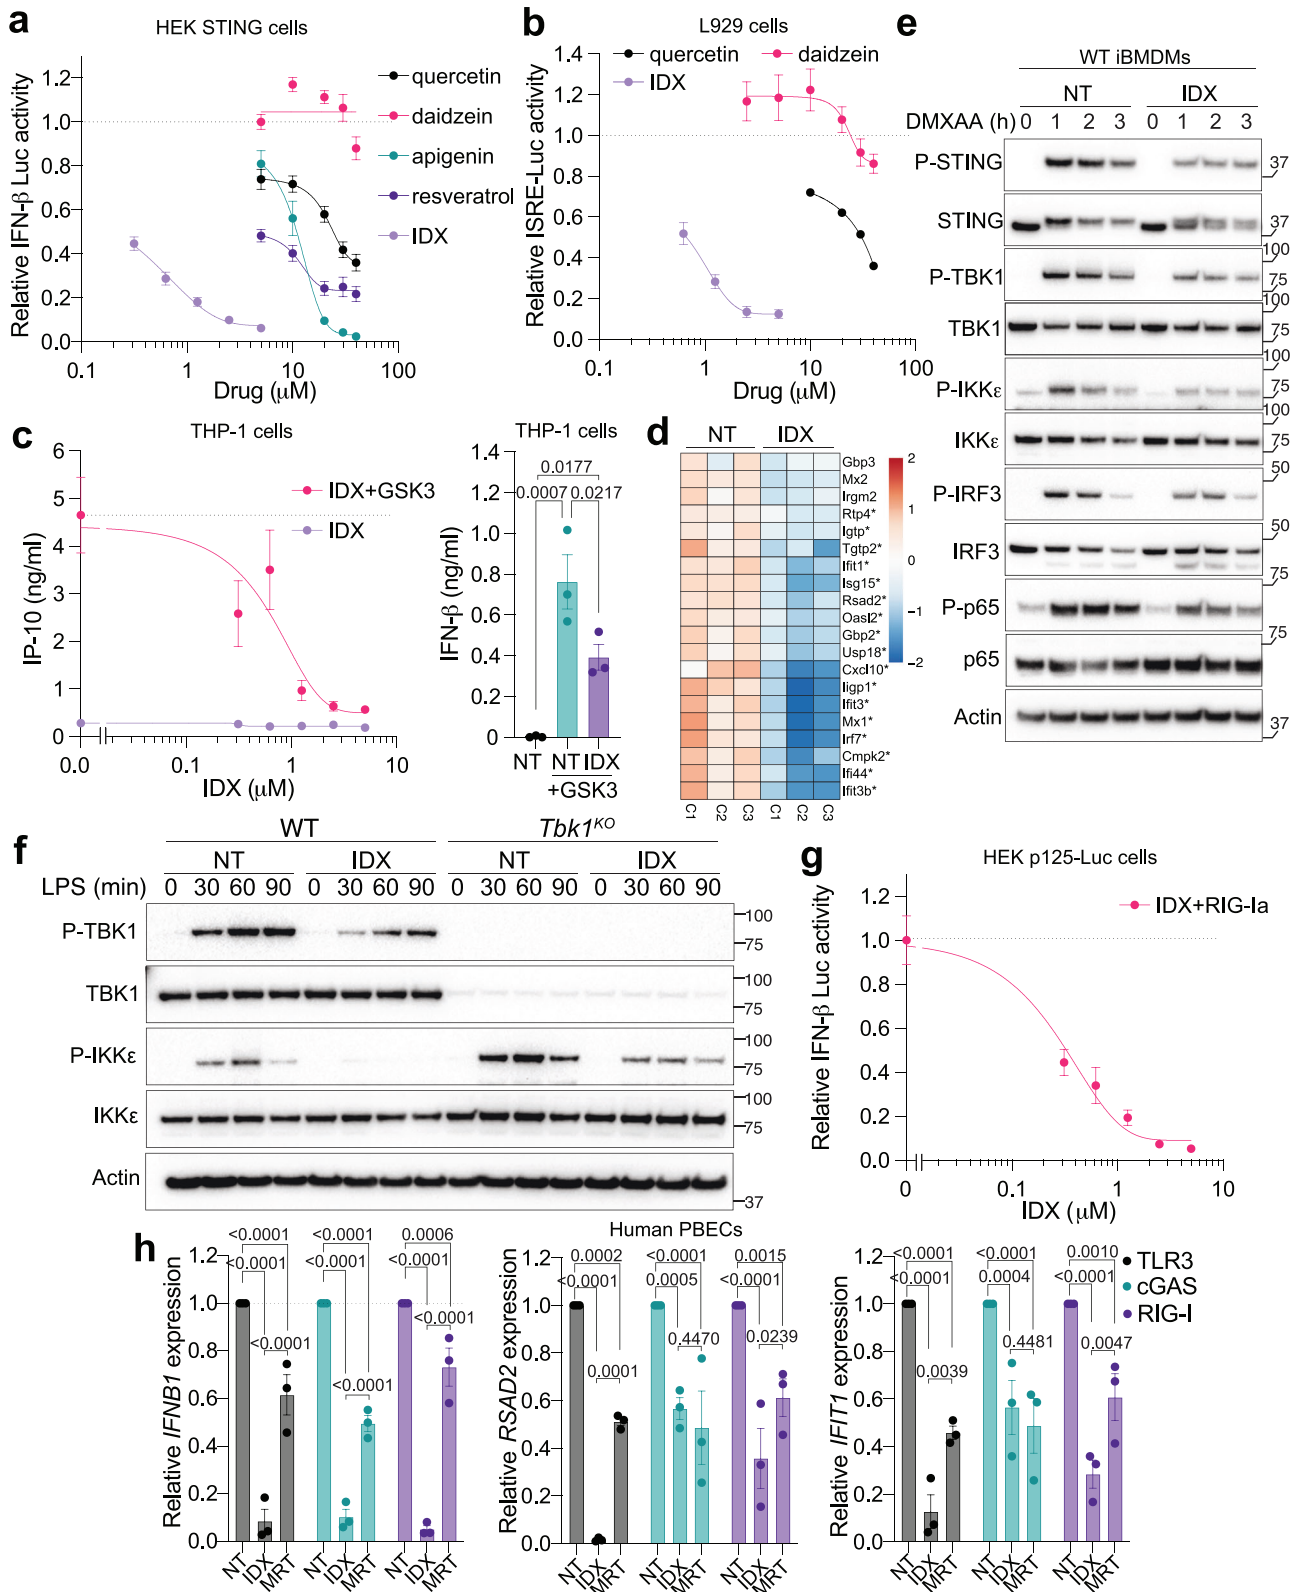 a
HEK STING cells
Relative IFN-β Luc activity
1.2
1.0
0.8
0.6
0.4
0.2
0.0
0.1
1
10
100
Drug (μM)
quercetin
daidzein
apigenin
resveratrol
IDX
b
L929 cells
quercetin
daidzein
IDX
Relative ISRE-Luc activity
1.4
1.2
1.0
0.8
0.6
0.4
0.2
0.0
0.1
1
10
100
Drug (μM)
c
THP-1 cells
IP-10 (ng/ml)
6
5
4
3
2
1
0
0.0
0.1
1
10
IDX (μM)
IDX+GSK3
IDX
THP-1 cells
IFN-β (ng/ml)
1.4
1.2
1.0
0.8
0.6
0.4
0.2
0
0.0177
0.0007
0.0217
NT
NT IDX
+GSK3
d
NT IDX
Gbp3
Mx2
Irgm2
Rtp4*
Igtp*
Tgtp2*
Ifit1*
Isg15*
Rsad2*
Oasl2*
Gbp2*
Usp18*
Cxcl10*
Iigp1*
Ifit3*
Mx1*
Irf7*
Cmpk2*
Ifi44*
Ifit3b*
C1 C2 C3 C1 C2 C3
2
1
0
−1
−2
e
WT iBMDMs
NT IDX
DMXAA (h) 0 1 2 3 0 1 2 3
P-STING 37
STING 37
100
P-TBK1 75
100
TBK1 75
100
P-IKKε 75
100
IKKε 75
50
P-IRF3
50
IRF3
75
P-p65
75
p65
Actin 37
f
WT Tbk1KO
NT IDX NT IDX
LPS (min) 0 30 60 90 0 30 60 90 0 30 60 90 0 30 60 90
P-TBK1 100
75
TBK1 100
75
P-IKKε 100
75
IKKε 100
75
Actin
37
g
HEK p125-Luc cells
IDX+RIG-Ia
Relative IFN-β Luc activity
1.2
1.0
0.8
0.6
0.4
0.2
0.0
0
0.1
1
10
IDX (μM)
h
Human PBECs
Relative IFNB1 expression
1.2
1.0
0.8
0.6
0.4
0.2
0.0
<0.0001
<0.0001
<0.0001
<0.0001
<0.0001
<0.0001
0.0006
<0.0001
<0.0001
NT IDX MRT NT IDX MRT NT IDX MRT
Relative RSAD2 expression
1.2
1.0
0.8
0.6
0.4
0.2
0.0
0.0002
<0.0001
0.0001
<0.0001
0.0005
0.4470
0.0015
<0.0001
0.0239
NT IDX MRT NT IDX MRT NT IDX MRT
Relative IFIT1 expression
1.2
1.0
0.8
0.6
0.4
0.2
0.0
<0.0001
<0.0001
0.0039
<0.0001
0.0004
0.4481
0.0010
<0.0001
0.0047
NT IDX MRT NT IDX MRT NT IDX MRT
TLR3
cGAS
RIG-I